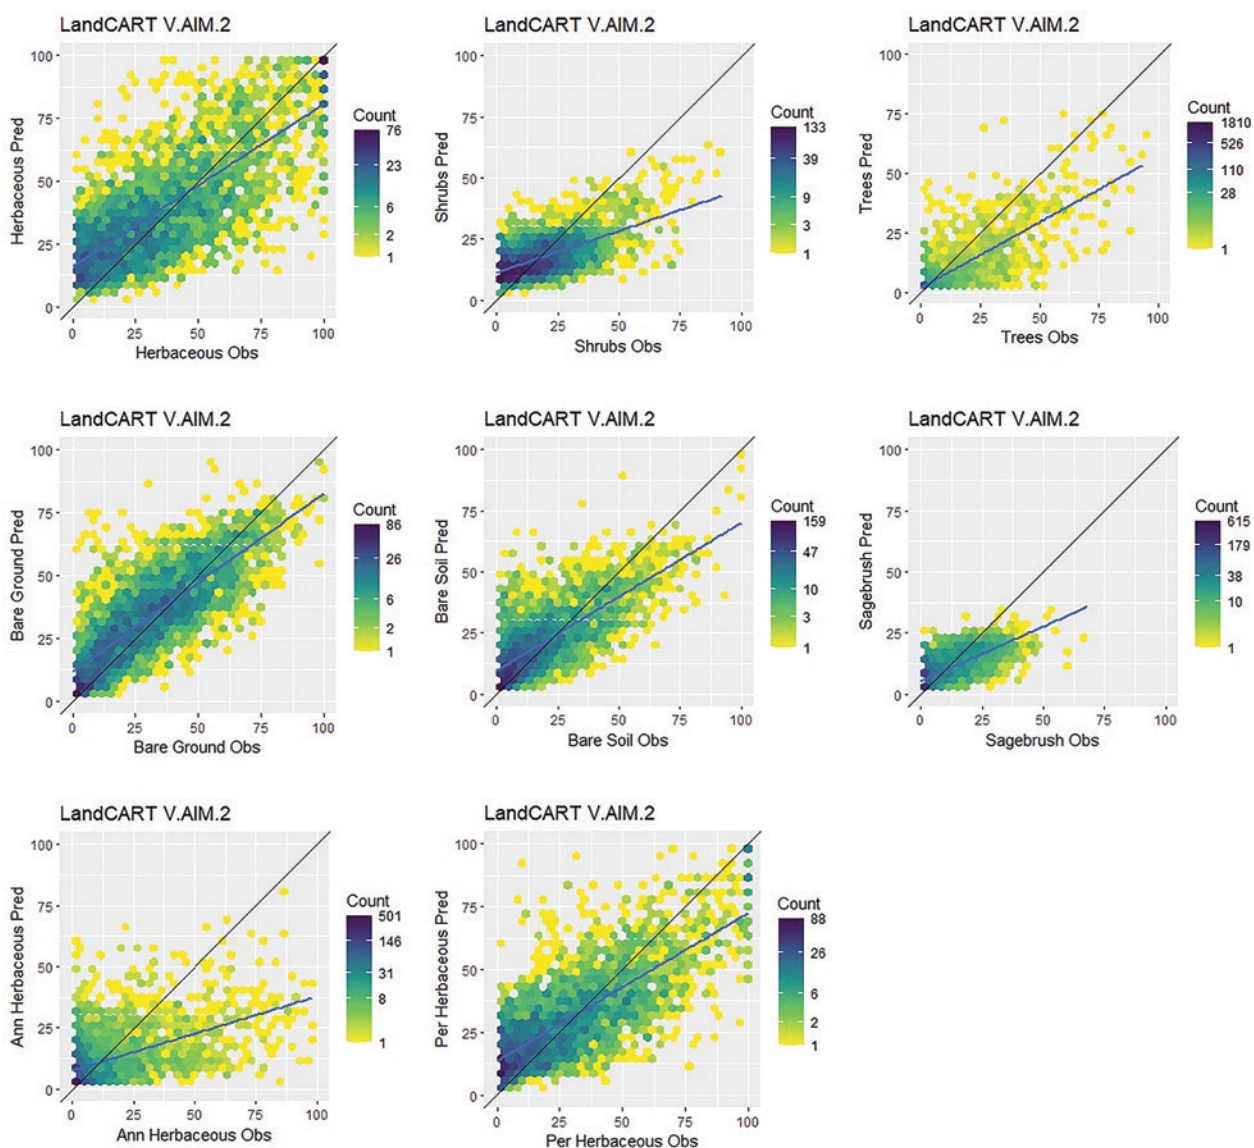 LandCART V.AIM.2
100
75
50
25
0
Herbaceous Pred
0 25 50 75 100
Herbaceous Obs
Count
76
23
6
2
1
LandCART V.AIM.2
100
75
50
25
0
Shrubs Pred
0 25 50 75 100
Shrubs Obs
Count
133
39
9
3
1
LandCART V.AIM.2
100
75
50
25
0
Trees Pred
0 25 50 75 100
Trees Obs
Count
1810
526
110
28
1
LandCART V.AIM.2
100
75
50
25
0
Bare Ground Pred
0 25 50 75 100
Bare Ground Obs
Count
86
26
6
2
1
LandCART V.AIM.2
100
75
50
25
0
Bare Soil Pred
0 25 50 75 100
Bare Soil Obs
Count
159
47
10
3
1
LandCART V.AIM.2
100
75
50
25
0
Sagebrush Pred
0 25 50 75 100
Sagebrush Obs
Count
615
179
38
10
1
LandCART V.AIM.2
100
75
50
25
0
Ann Herbaceous Pred
0 25 50 75 100
Ann Herbaceous Obs
Count
501
146
31
8
1
LandCART V.AIM.2
100
75
50
25
0
Per Herbaceous Pred
0 25 50 75 100
Per Herbaceous Obs
Count
88
26
6
2
1